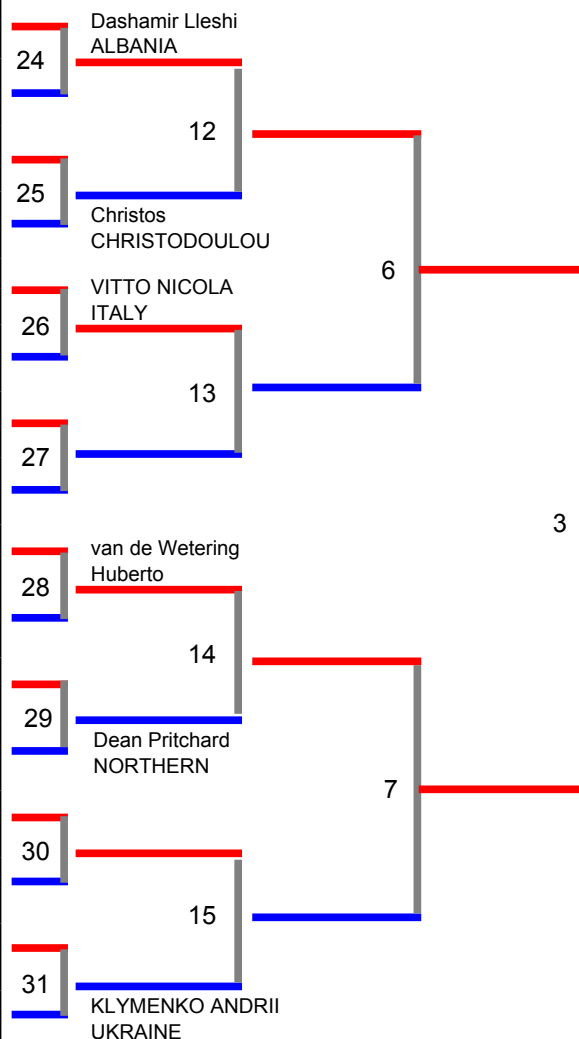 Dashamir Lleshi
ALBANIA
24
12
25
Christos
CHRISTODOULOU
6
VITTO NICOLA
ITALY
26
13
27
3
van de Wetering
Huberto
28
14
29
Dean Pritchard
NORTHERN
7
30
15
31
KLYMENKO ANDRII
UKRAINE